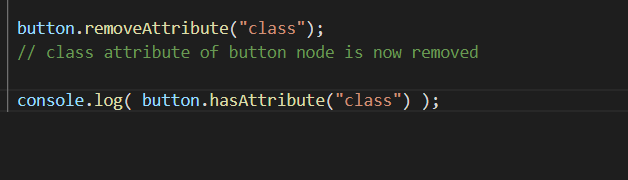 button.removeAttribute("class");
// class attribute of button node is now removed
console.log( button.hasAttribute("class") );